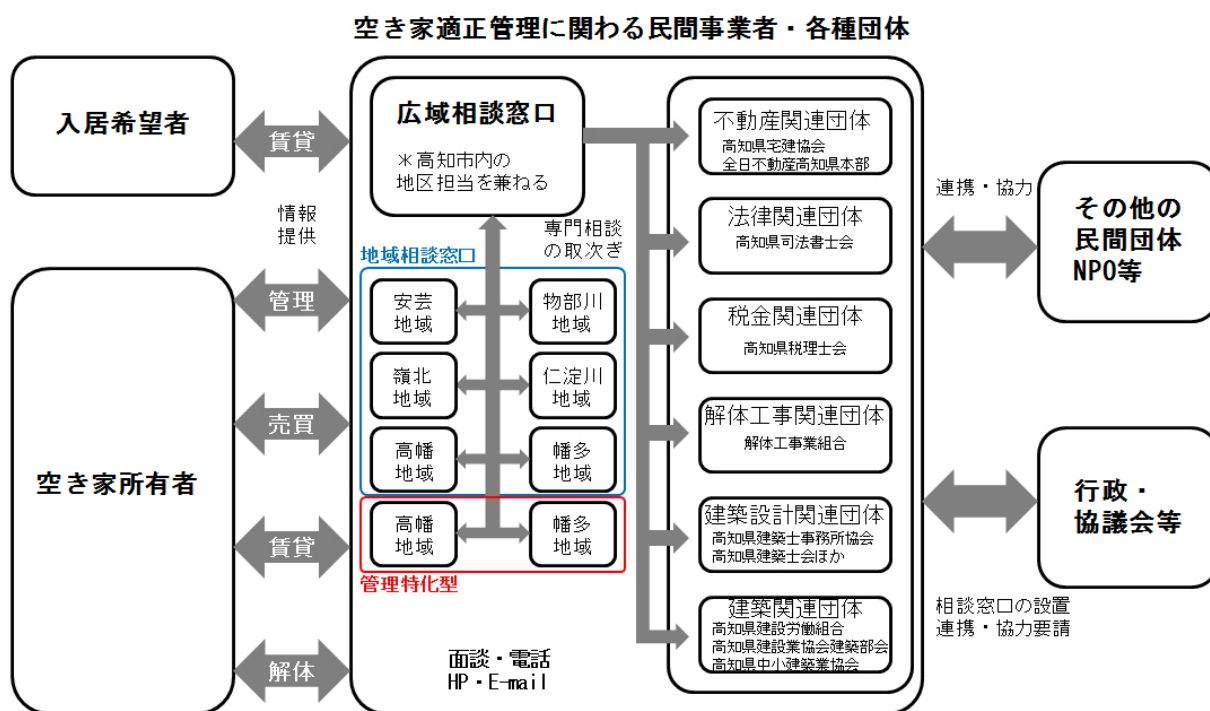 空き家適正管理に関わる民間事業者・各種団体
入居希望者
賃貸
情報
提供
空き家所有者
管理
売買
賃貸
解体
広域相談窓口
＊高知市内の
地区担当を兼ねる
専門相談
の取次ぎ
地域相談窓口
安芸
地域
物部川
地域
嶺北
地域
仁淀川
地域
高幡
地域
幡多
地域
高幡
地域
幡多
地域
管理特化型
面談・電話
HP・E-mail
不動産関連団体
高知県宅建協会
全日不動産高知県本部
法律関連団体
高知県司法書士会
税金関連団体
高知県税理士会
解体工事関連団体
解体工事業組合
建築設計関連団体
高知県建築士事務所協会
高知県建築士会ほか
建築関連団体
高知県建設労働組合
高知県建設業協会建築部会
高知県中小建築業協会
連携・協力
その他の
民間団体
NPO等
行政・
協議会等
相談窓口の設置
連携・協力要請